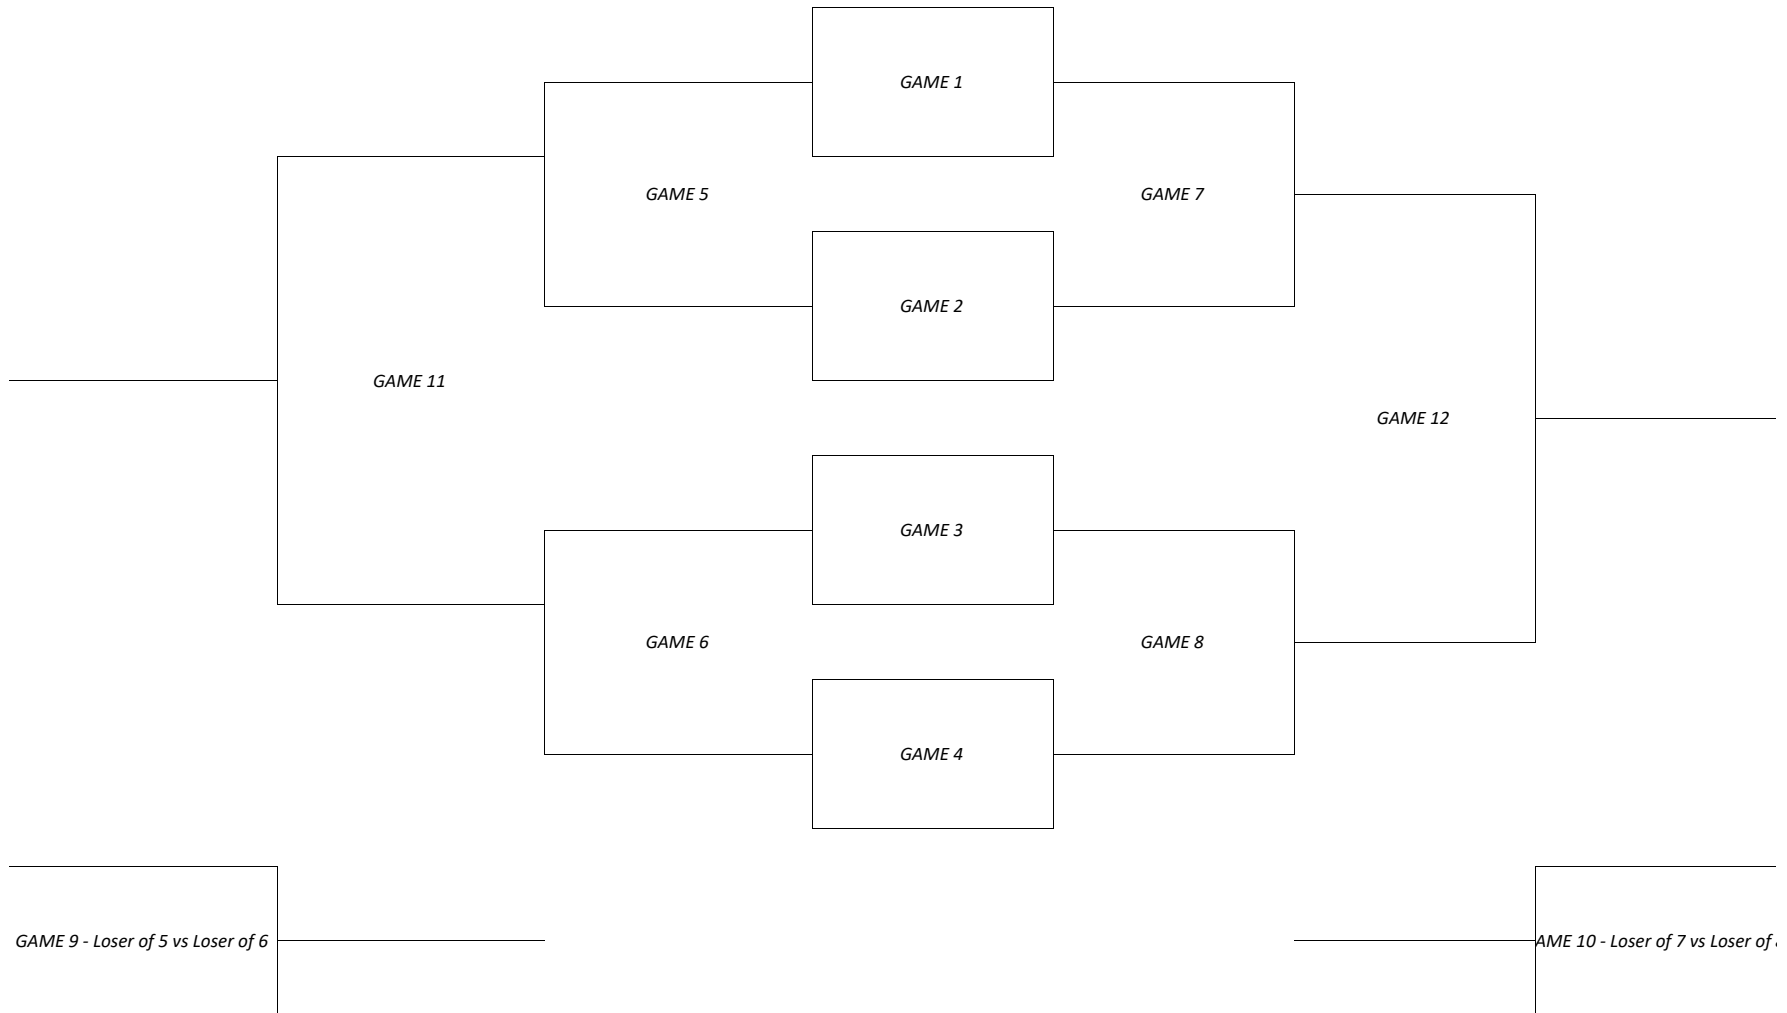 GAME 1
GAME 5
GAME 7
GAME 2
GAME 11
GAME 12
GAME 3
GAME 6
GAME 8
GAME 4
GAME 9 - Loser of 5 vs Loser of 6
AME 10 - Loser of 7 vs Loser of